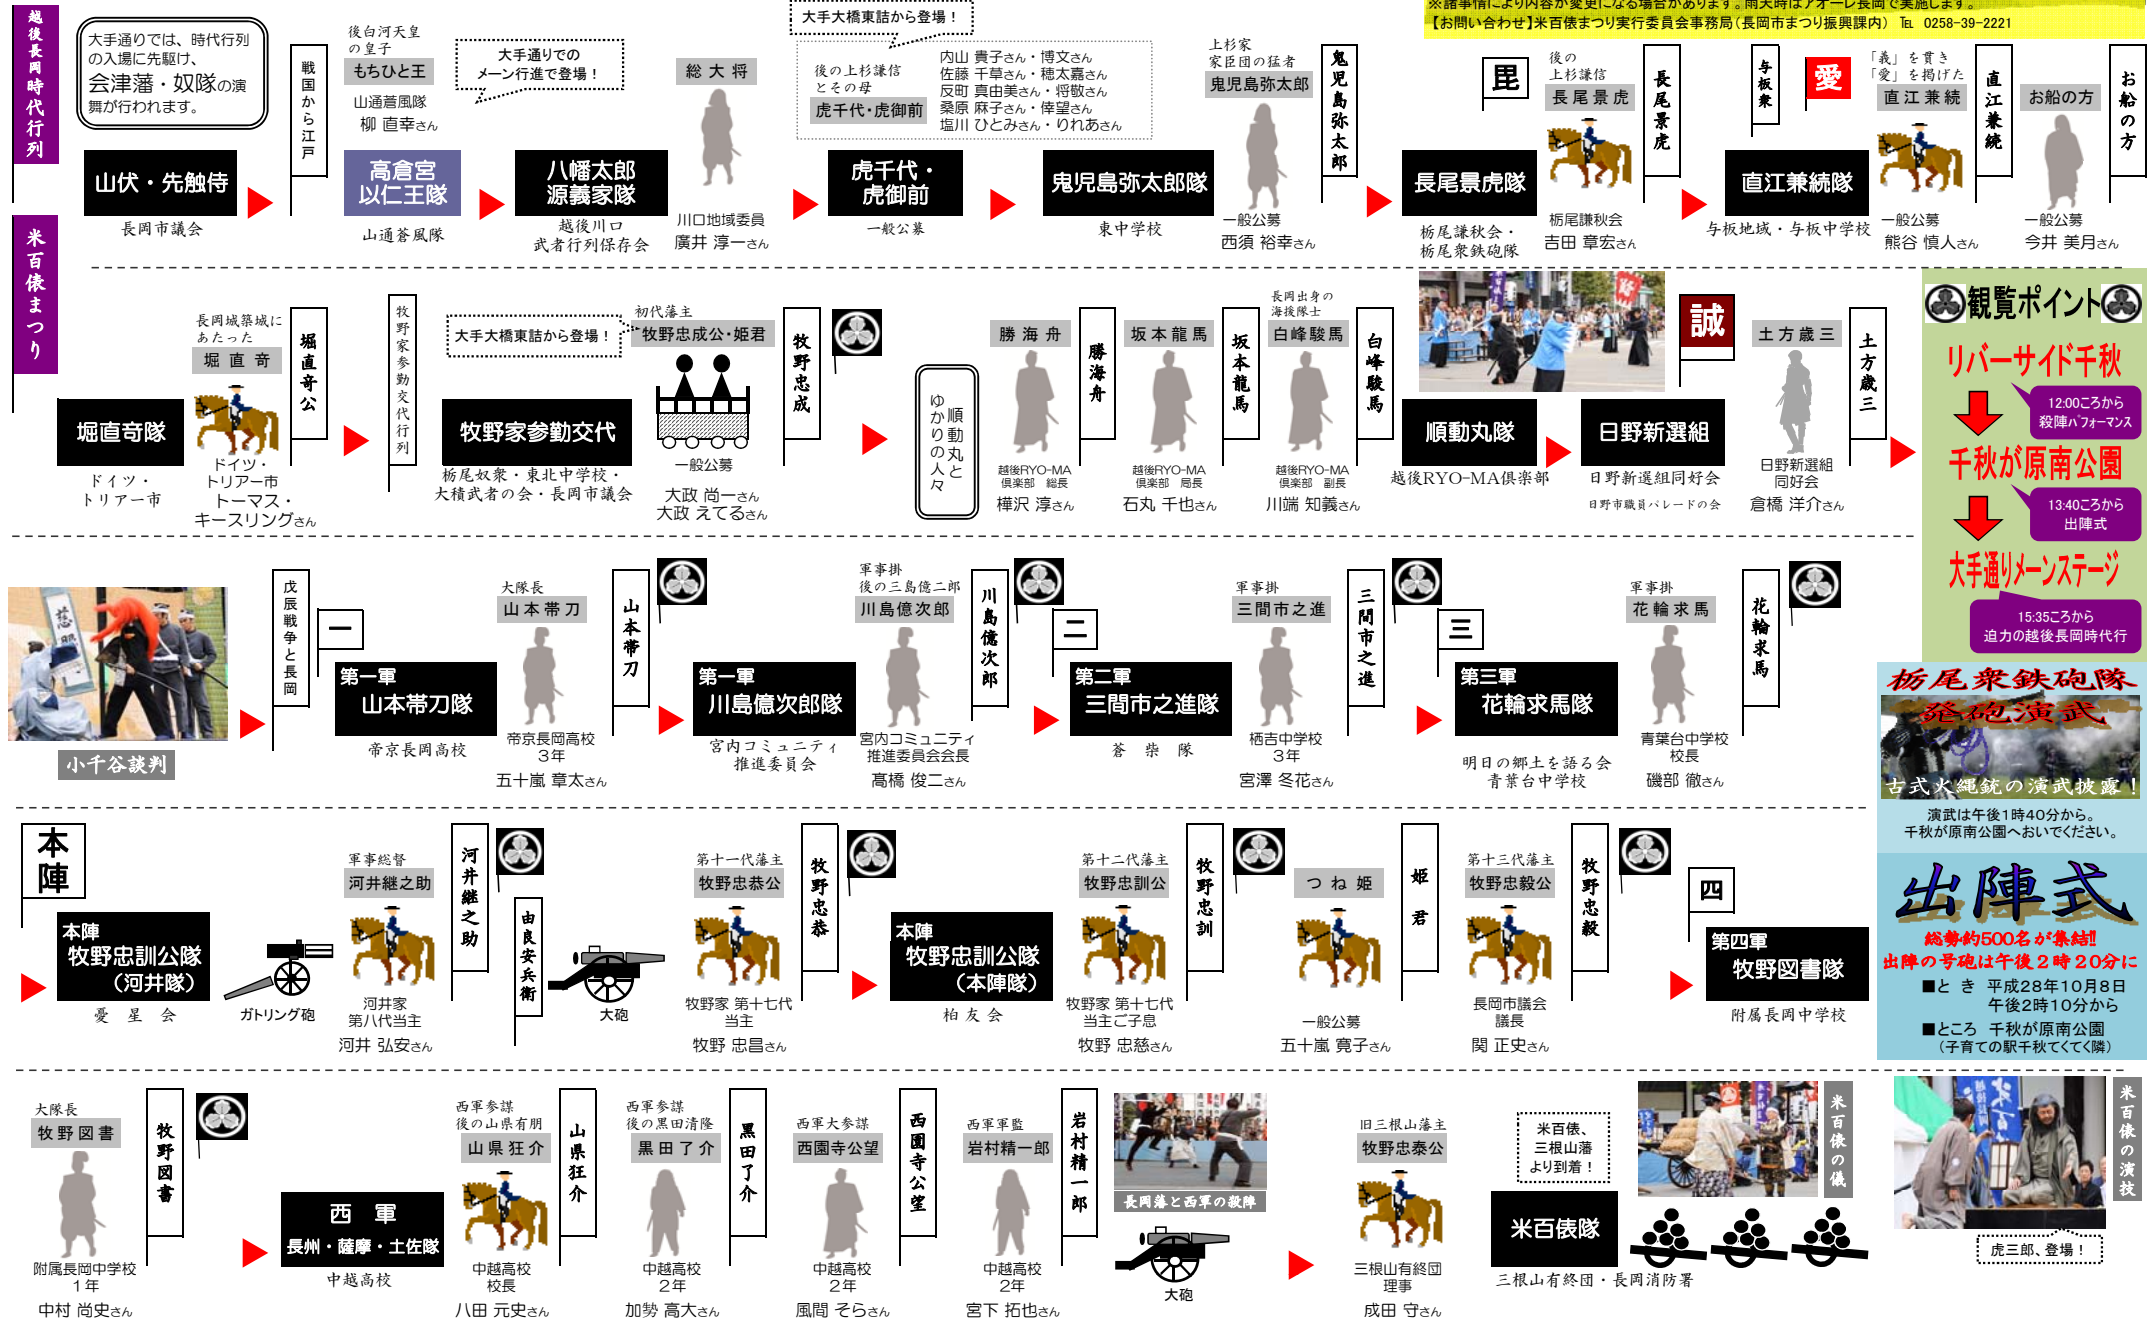 ※諸事情により内容が変更になる場合があります。雨天時はアオーレ長岡で実施します。
【お問い合わせ】米百俵まつり実行委員会事務局（長岡市まつり振興課内） ℡ 0258-39-2221
越後長岡時代行列
米百俵まつり
大手通りでは、時代行列
の入場に先駆け、
会津藩・奴隊の演
舞が行われます。
山伏・先触侍
長岡市議会
戦国から江戸
後白河天皇
の皇子
もちひと王
山通蒼風隊
柳 直幸さん
高倉宮
以仁王隊
山通蒼風隊
大手通りでの
メーン行進で登場！
八幡太郎
源義家隊
越後川口
武者行列保存会
総大将
川口地域委員
廣井 淳一さん
大手大橋東詰から登場！
後の上杉謙信
とその母
虎千代・虎御前
内山 貴子さん・博文さん
佐藤 千草さん・穂太嘉さん
反町 真由美さん・将敬さん
桑原 麻子さん・倖望さん
塩川 ひとみさん・りれあさん
虎千代・
虎御前
一般公募
鬼児島弥太郎隊
東中学校
上杉家
家臣団の猛者
鬼児島弥太郎
一般公募
西須 裕幸さん
鬼児島弥太郎
毘
長尾景虎隊
栃尾謙秋会・
栃尾衆鉄砲隊
後の
上杉謙信
長尾景虎
栃尾謙秋会
吉田 章宏さん
長尾景虎
与板衆
愛
直江兼続隊
与板地域・与板中学校
「義」を貫き
「愛」を掲げた
直江兼続
一般公募
熊谷 慎人さん
直江兼続
お船の方
一般公募
今井 美月さん
お船の方
堀直竒隊
ドイツ・
トリアー市
長岡城築城に
あたった
堀直竒
ドイツ・
トリアー市
トーマス・
キースリングさん
堀直竒公
牧野家参勤交代行列
大手大橋東詰から登場！
牧野家参勤交代
栃尾奴衆・東北中学校・
大積武者の会・長岡市議会
初代藩主
牧野忠成公・姫君
一般公募
大政 尚一さん
大政 えてるさん
牧野忠成
順動丸と
ゆかりの人々
勝海舟
越後RYO-MA
倶楽部　総長
樺沢 淳さん
勝海舟
坂本龍馬
越後RYO-MA
倶楽部　局長
石丸 千也さん
坂本龍馬
長岡出身の
海援隊士
白峰駿馬
越後RYO-MA
倶楽部　副長
川端 知義さん
白峰駿馬
順動丸隊
越後RYO-MA倶楽部
誠
日野新選組
日野新選組同好会
日野市職員パレードの会
土方歳三
日野新選組
同好会
倉橋 洋介さん
土方歳三
観覧ポイント
リバーサイド千秋
12:00ころから
殺陣パフォーマンス
千秋が原南公園
13:40ころから
出陣式
大手通りメーンステージ
15:35ころから
迫力の越後長岡時代行
小千谷談判
戊辰戦争と長岡
一
第一軍
山本帯刀隊
帝京長岡高校
大隊長
山本帯刀
帝京長岡高校
３年
五十嵐 章太さん
山本帯刀
第一軍
川島億次郎隊
宮内コミュニティ
推進委員会
軍事掛
後の三島億二郎
川島億次郎
宮内コミュニティ
推進委員会会長
髙橋 俊二さん
川島億次郎
二
第二軍
三間市之進隊
蒼柴隊
軍事掛
三間市之進
栖吉中学校
３年
宮澤 冬花さん
三間市之進
三
第三軍
花輪求馬隊
明日の郷土を語る会
青葉台中学校
軍事掛
花輪求馬
青葉台中学校
校長
磯部 徹さん
花輪求馬
栃尾衆鉄砲隊
発砲演武
古式火縄銃の演武披露！
演武は午後１時４０分から。
千秋が原南公園へおいでください。
本陣
本陣
牧野忠訓公隊
（河井隊）
憂星会
ガトリング砲
軍事総督
河井継之助
河井家
第八代当主
河井 弘安さん
河井継之助
由良安兵衛
大砲
第十一代藩主
牧野忠恭公
牧野家 第十七代
当主
牧野 忠昌さん
牧野忠恭
本陣
牧野忠訓公隊
（本陣隊）
柏友会
第十二代藩主
牧野忠訓公
牧野家 第十七代
当主ご子息
牧野 忠慈さん
牧野忠訓
つね姫
一般公募
五十嵐 寛子さん
姫君
第十三代藩主
牧野忠毅公
長岡市議会
議長
関 正史さん
牧野忠毅
四
第四軍
牧野図書隊
附属長岡中学校
出陣式
総勢約500名が集結!!
出陣の号砲は午後２時２０分に
■とき　平成28年10月8日
午後2時10分から
■ところ　千秋が原南公園
（子育ての駅千秋てくてく隣）
大隊長
牧野図書
附属長岡中学校
１年
中村 尚史さん
牧野図書
西軍
長州・薩摩・土佐隊
中越高校
西軍参謀
後の山県有朋
山県狂介
中越高校
校長
八田 元史さん
山県狂介
西軍参謀
後の黒田清隆
黒田了介
中越高校
２年
加勢 高大さん
黒田了介
西軍大参謀
西園寺公望
中越高校
２年
風間 そらさん
西園寺公望
西軍軍監
岩村精一郎
中越高校
２年
宮下 拓也さん
岩村精一郎
長岡藩と西軍の殺陣
大砲
旧三根山藩主
牧野忠泰公
三根山有終団
理事
成田 守さん
米百俵、
三根山藩
より到着！
米百俵隊
三根山有終団・長岡消防署
米百俵の儀
米百俵の演技
虎三郎、登場！